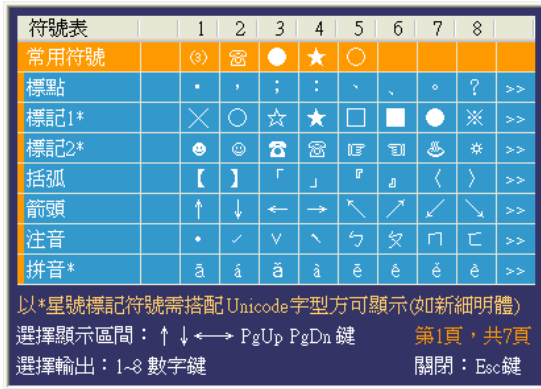 符號表 1 2 3 4 5 6 7 8
常用符號 ⑶ ☏ ● ★ ○
標點 ‧ , ; : 、 ﹑ 。 ? >>
標記1* ╳ ○ ☆ ★ □ ■ ● ※ >>
標記2* ☻ ☺ ☎ ☏ ☞ ☜ ♨ ☼ >>
括弧 【 】 「 」 『 』 〈 〉 >>
箭頭 ↑ ↓ ← → ↖ ↗ ↙ ↘ >>
注音 ˙ ˊ ˇ ˋ ㄅ ㄆ ㄇ ㄈ >>
拼音* ā á ǎ à ē é ě è >>
以*星號標記符號需搭配Unicode字型方可顯示(如新細明體)
選擇顯示區間:↑↓←→ PgUp PgDn 鍵 第1頁,共7頁
選擇輸出:1~8 數字鍵 關閉:Esc鍵